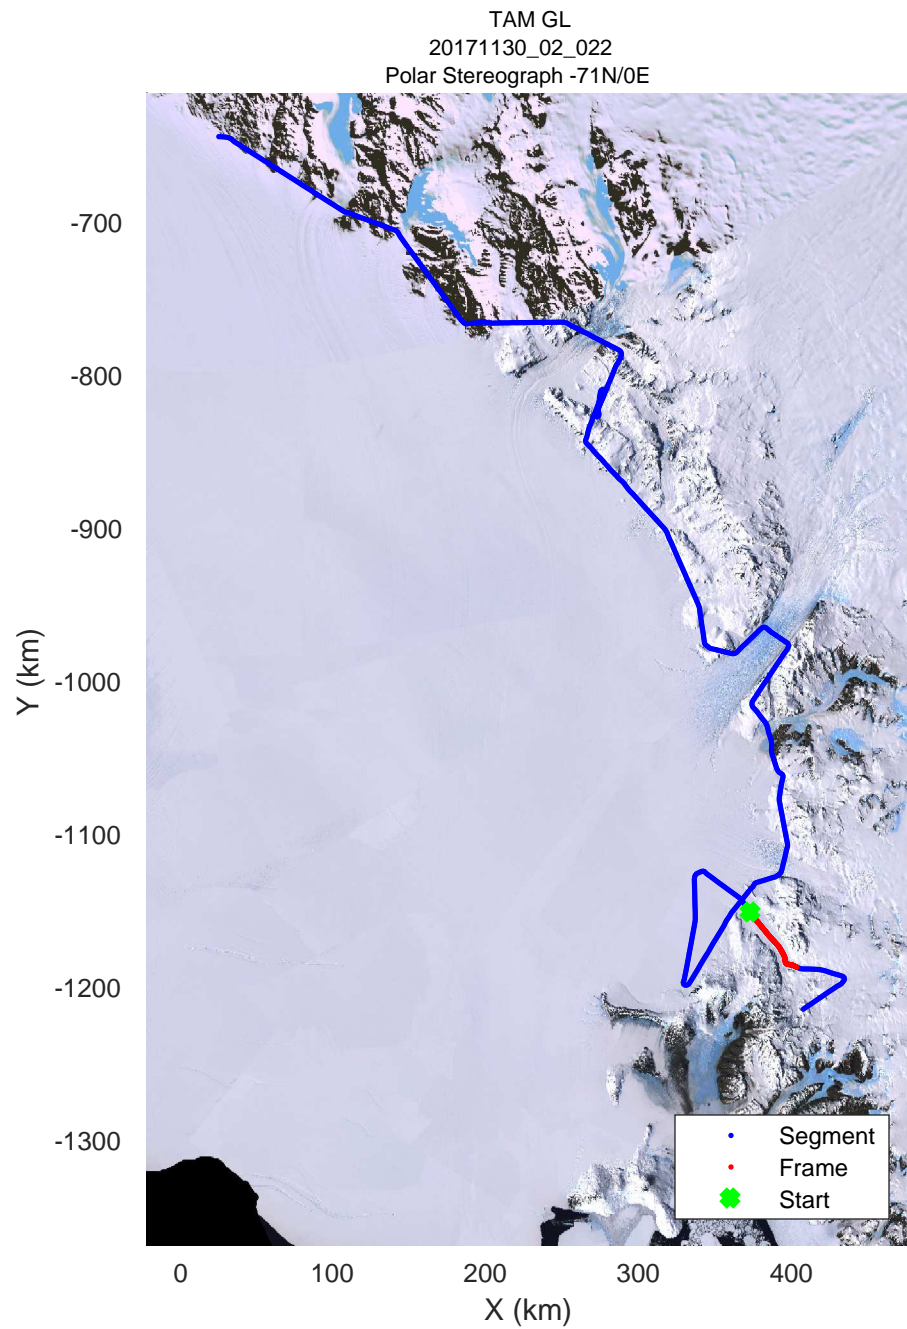 TAM GL
20171130_02_022
Polar Stereograph -71N/0E
-700
-800
-900
-1000
-1100
-1200
-1300
Y (km)
Segment
Frame
Start
0 100 200 300 400
X (km)